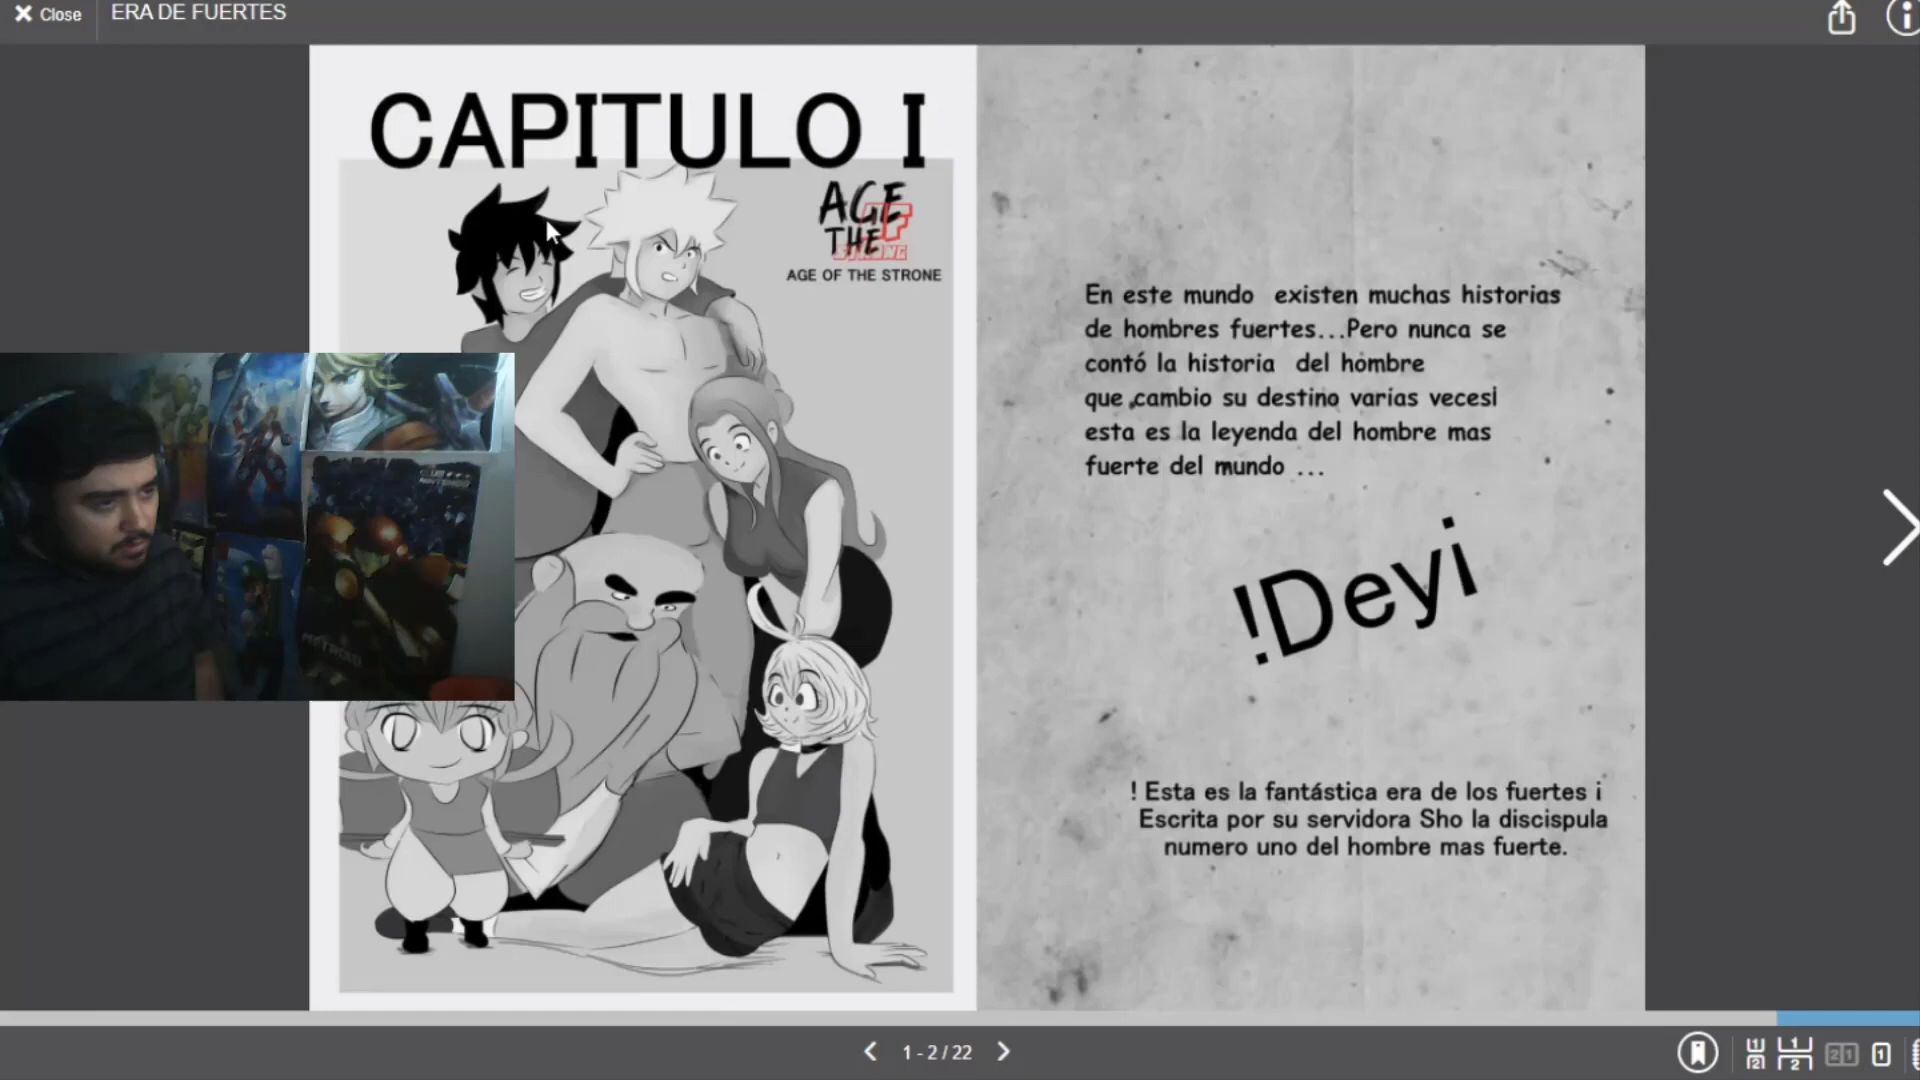 Close
ERA DE FUERTES
CAPITULO I
AGE
OF
THE
STRONG
AGE OF THE STRONE
En este mundo existen muchas historias
de hombres fuertes...Pero nunca se
contó la historia del hombre
que cambio su destino varias vecesi
esta es la leyenda del hombre mas
fuerte del mundo ...
!Deyi
! Esta es la fantástica era de los fuertes i
Escrita por su servidora Sho la discispula
numero uno del hombre mas fuerte.
METROID
1 - 2 / 22